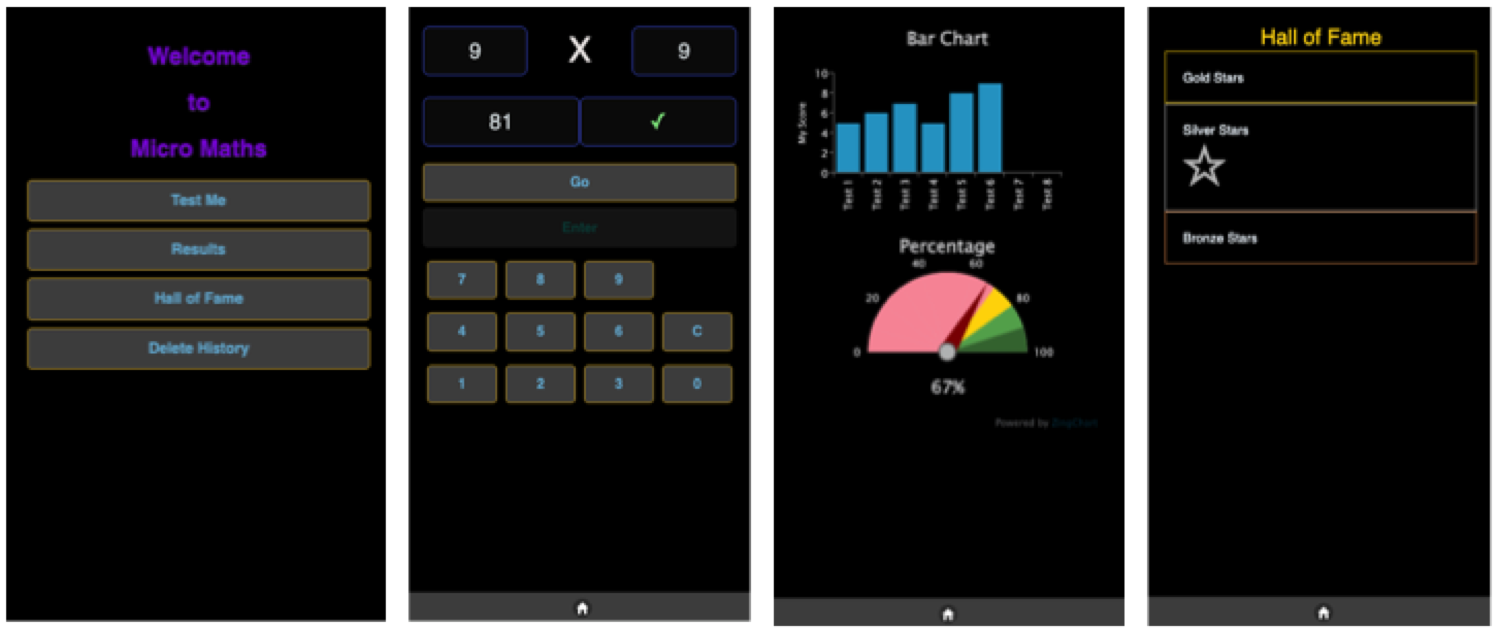 Welcome
to
Micro Maths
Test Me
Results
Hall of Fame
Delete History
9 X 9
81 ✓
Go
Enter
7 8 9
4 5 6 C
1 2 3 0
Bar Chart
My Score
10
8
6
4
2
0
Test 1 Test 2 Test 3 Test 4 Test 5 Test 6 Test 7 Test 8
Percentage
40 60
20 80
0 100
67%
Powered by ZingChart
Hall of Fame
Gold Stars
Silver Stars
Bronze Stars